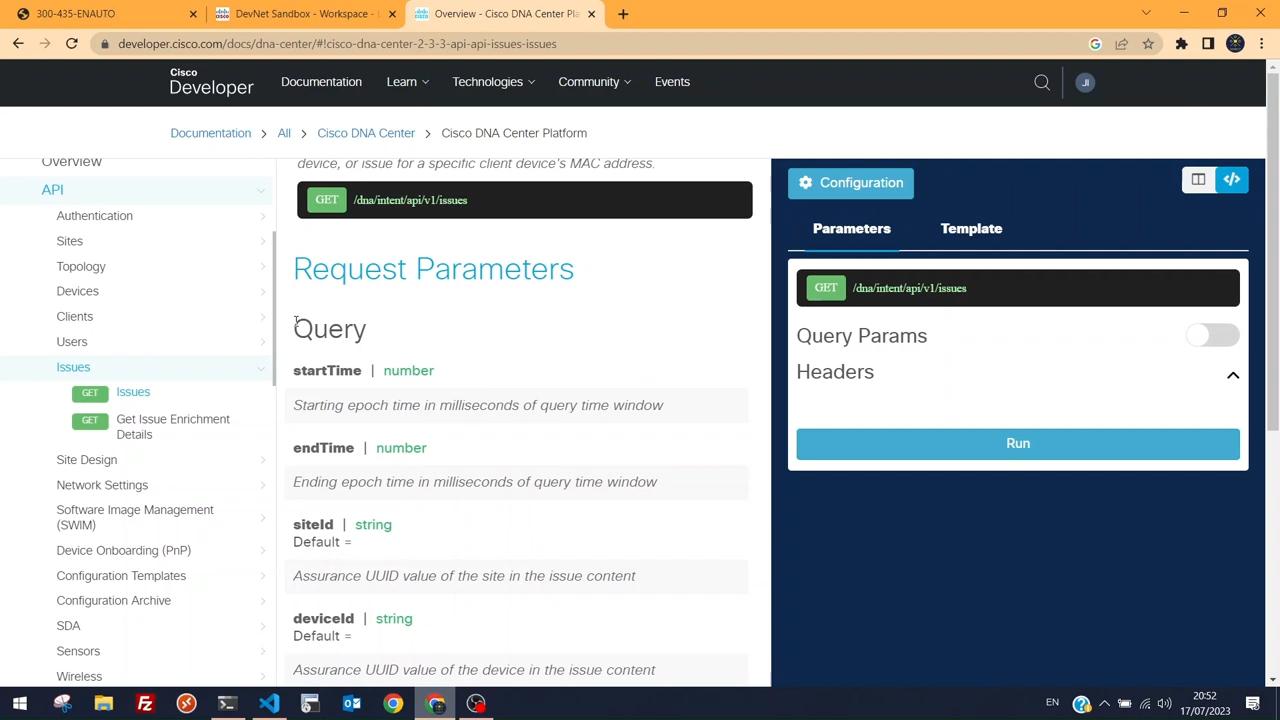 300-435-ENAUTO
DevNet Sandbox - Workspace -
Overview - Cisco DNA Center Pla
developer.cisco.com/docs/dna-center/#!cisco-dna-center-2-3-3-api-api-issues-issues
Cisco
Developer
Documentation
Learn
Technologies
Community
Events
JI
Documentation > All > Cisco DNA Center > Cisco DNA Center Platform
Overview
API
Authentication
Sites
Topology
Devices
Clients
Users
Issues
GET Issues
GET Get Issue Enrichment
Details
Site Design
Network Settings
Software Image Management
(SWIM)
Device Onboarding (PnP)
Configuration Templates
Configuration Archive
SDA
Sensors
Wireless
device, or issue for a specific client device's MAC address.
GET /dna/intent/api/v1/issues
Request Parameters
Query
startTime | number
Starting epoch time in milliseconds of query time window
endTime | number
Ending epoch time in milliseconds of query time window
siteId | string
Default =
Assurance UUID value of the site in the issue content
deviceId | string
Default =
Assurance UUID value of the device in the issue content
Configuration
Parameters
Template
GET /dna/intent/api/v1/issues
Query Params
Headers
Run
EN
20:52
17/07/2023